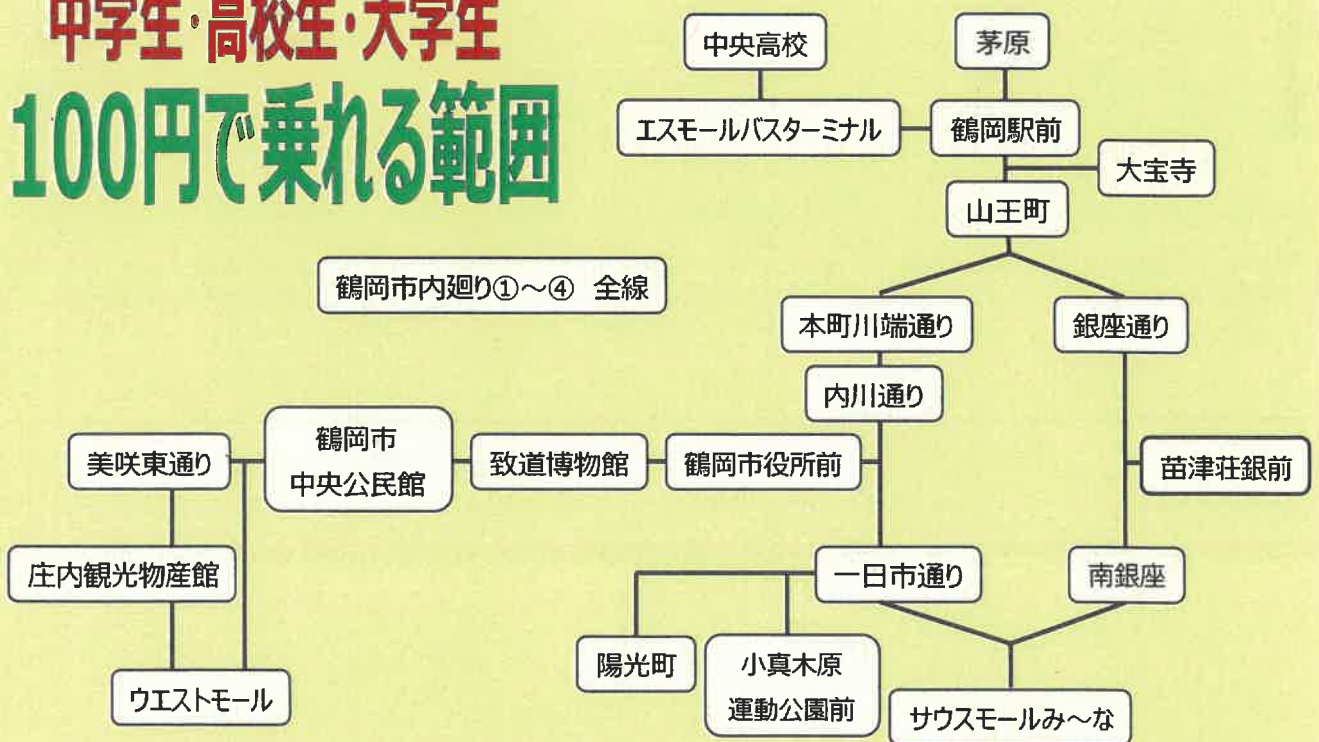 中学生・高校生・大学生
100円で乗れる範囲
中央高校
茅原
エスモールバスターミナル
鶴岡駅前
大宝寺
山王町
鶴岡市内廻り①～④ 全線
本町川端通り
銀座通り
内川通り
美咲東通り
鶴岡市
中央公民館
致道博物館
鶴岡市役所前
苗津荘銀前
庄内観光物産館
一日市通り
南銀座
陽光町
小真木原
運動公園前
ウエストモール
サウスモールみ～な